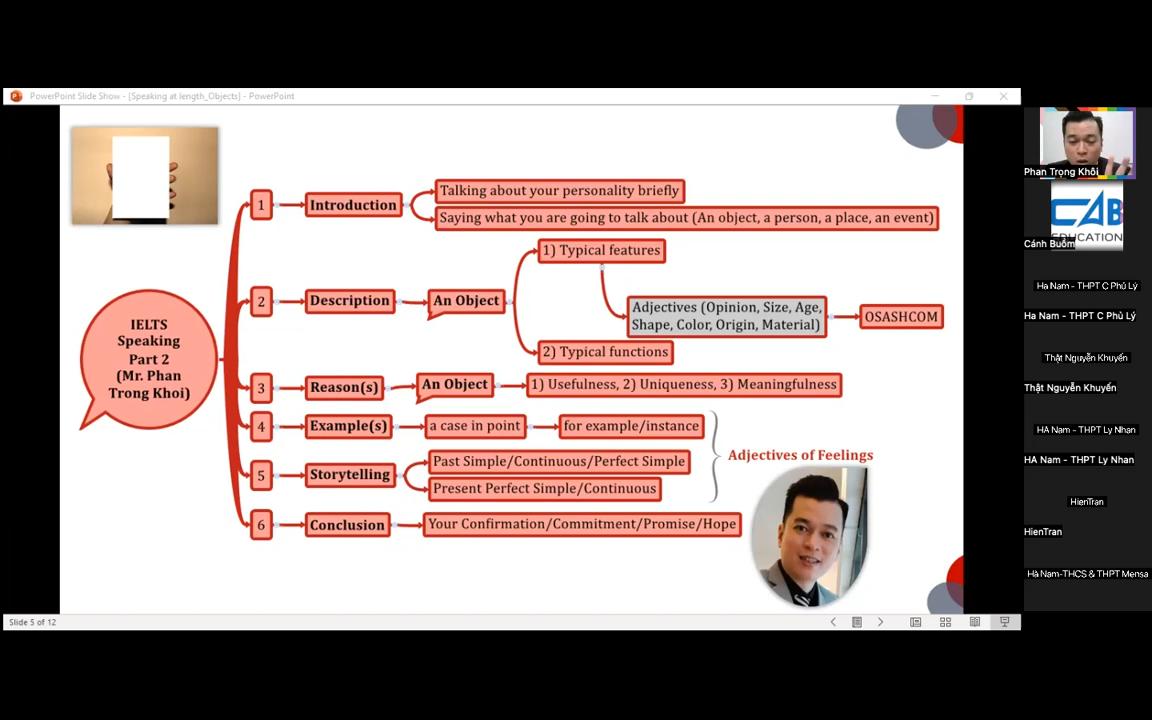 PowerPoint Slide Show - [Speaking at length_Objects] - PowerPoint
IELTS
Speaking
Part 2
(Mr. Phan
Trong Khoi)
1
Introduction
Talking about your personality briefly
Saying what you are going to talk about (An object, a person, a place, an event)
2
Description
An Object
1) Typical features
Adjectives (Opinion, Size, Age,
Shape, Color, Origin, Material)
OSASHCOM
2) Typical functions
3
Reason(s)
An Object
1) Usefulness, 2) Uniqueness, 3) Meaningfulness
4
Example(s)
a case in point
for example/instance
5
Storytelling
Past Simple/Continuous/Perfect Simple
Present Perfect Simple/Continuous
Adjectives of Feelings
6
Conclusion
Your Confirmation/Commitment/Promise/Hope
Slide 5 of 12
Phan Trọng Khôi
CAB
EDUCATION
Cánh Buồm
Ha Nam - THPT C Phủ Lý
Ha Nam - THPT C Phủ Lý
Thật Nguyễn Khuyến
Thật Nguyễn Khuyến
HA Nam - THPT Ly Nhan
HA Nam - THPT Ly Nhan
HienTran
HienTran
Hà Nam-THCS & THPT Mensa